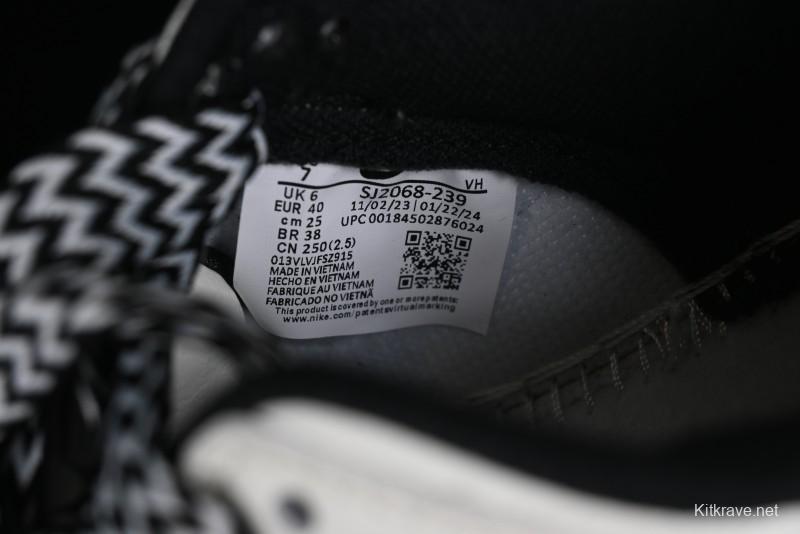 7
VH
UK 6
SJ2068-239
EUR 40
11/02/23 | 01/22/24
cm 25
UPC 00184502876024
BR 38
CN 250 (2.5)
013VLVJFSZ915
MADE IN VIETNAM
HECHO EN VIETNAM
FABRIQUE AU VIETNAM
FABRICADO NO VIETNÃ
This product is covered by one or more patents:
www.nike.com/patentsvirtualmarking
Kitkrave.net